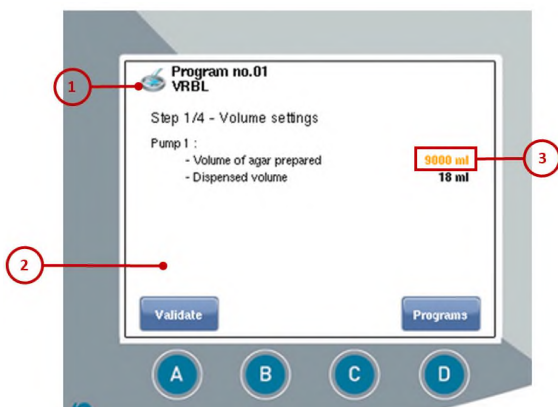 Program no.01
VRBL
1
Step 1/4 - Volume settings
Pump 1 :
- Volume of agar prepared 9000 ml
3
- Dispensed volume 18 ml
2
Validate Programs
A B C D